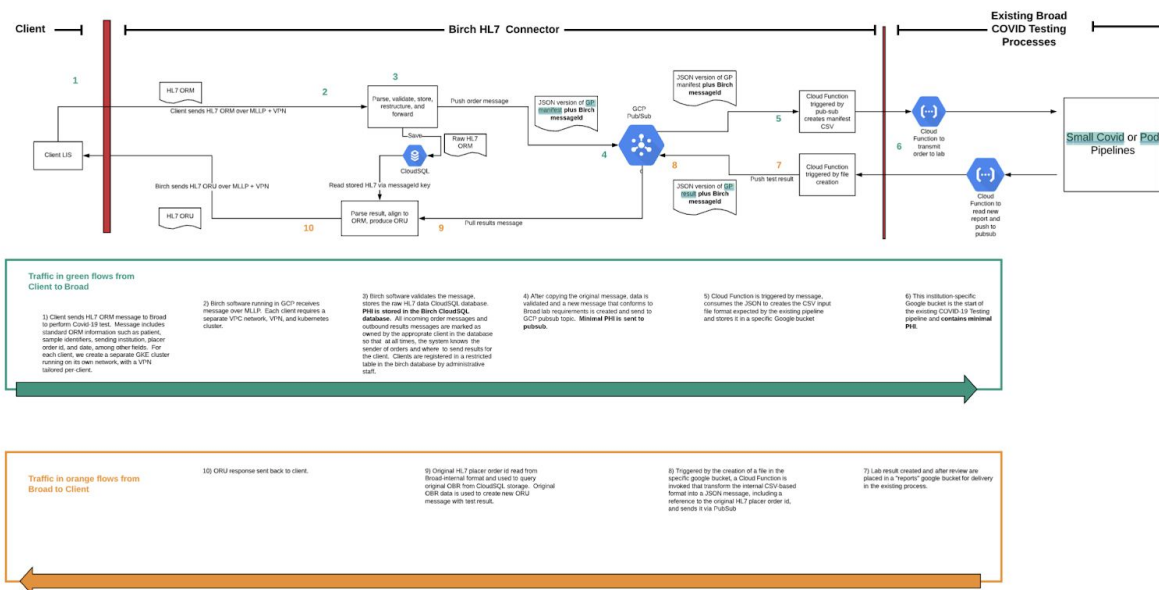 Client
Birch HL7 Connector
Existing Broad
COVID Testing
Processes
1
HL7 ORM
Client sends HL7 ORM over MLLP + VPN
2
3
Parse, validate, store,
restructure, and
forward
Push order message
Save
Raw HL7
ORM
CloudSQL
Client LIS
Read stored HL7 via messageId key
Birch sends HL7 ORU over MLLP + VPN
HL7 ORU
10
Parse result, align to
ORM, produce ORU
9
Pull results message
JSON version of GP
manifest plus Birch
messageId
4
GCP
Pub/Sub
JSON version of GP
manifest plus Birch
messageId
5
Cloud Function
triggered by
pub-sub
creates manifest
CSV
8
7
Push test result
JSON version of GP
result plus Birch
messageId
Cloud Function
triggered by file
creation
6
Cloud
Function to
transmit
order to lab
Cloud
Function to
read new
report and
push to
pubsub
Small Covid or Pod
Pipelines
Traffic in green flows from
Client to Broad
1) Client sends HL7 ORM message to Broad
to perform Covid-19 test. Message includes
standard ORM information such as patient,
sample identifiers, sending institution, placer
order id, and date, among other fields. For
each client, we create a separate GKE cluster
running on its own network, with a VPN
tailored per-client.
2) Birch software running in GCP receives
message over MLLP. Each client requires a
separate VPC network, VPN, and kubernetes
cluster.
3) Birch software validates the message,
stores the raw HL7 data CloudSQL database.
PHI is stored in the Birch CloudSQL
database. All incoming order messages and
outbound results messages are marked as
owned by the appropriate client in the database
so that at all times, the system knows the
sender of orders and where to send results for
the client. Clients are registered in a restricted
table in the birch database by administrative
staff.
4) After copying the original message, data is
validated and a new message that conforms to
Broad lab requirements is created and send to
GCP pubsub topic. Minimal PHI is sent to
pubsub.
5) Cloud Function is triggered by message,
consumes the JSON to creates the CSV input
file format expected by the existing pipeline
and stores it in a specific Google bucket
6) This institution-specific
Google bucket is the start of
the existing COVID-19 Testing
pipeline and contains minimal
PHI.
Traffic in orange flows from
Broad to Client
10) ORU response sent back to client.
9) Original HL7 placer order id read from
Broad-internal format and used to query
original OBR from CloudSQL storage. Original
OBR data is used to create new ORU
message with test result.
8) Triggered by the creation of a file in the
specific google bucket, a Cloud Function is
invoked that transform the internal CSV-based
format into a JSON message, including a
reference to the original HL7 placer order id,
and sends it via PubSub
7) Lab result created and after review are
placed in a "reports" google bucket for delivery
in the existing process.